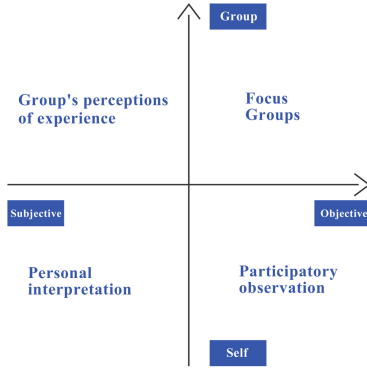 Group
Group's perceptions
of experience
Focus
Groups
Subjective
Objective
Personal
interpretation
Participatory
observation
Self